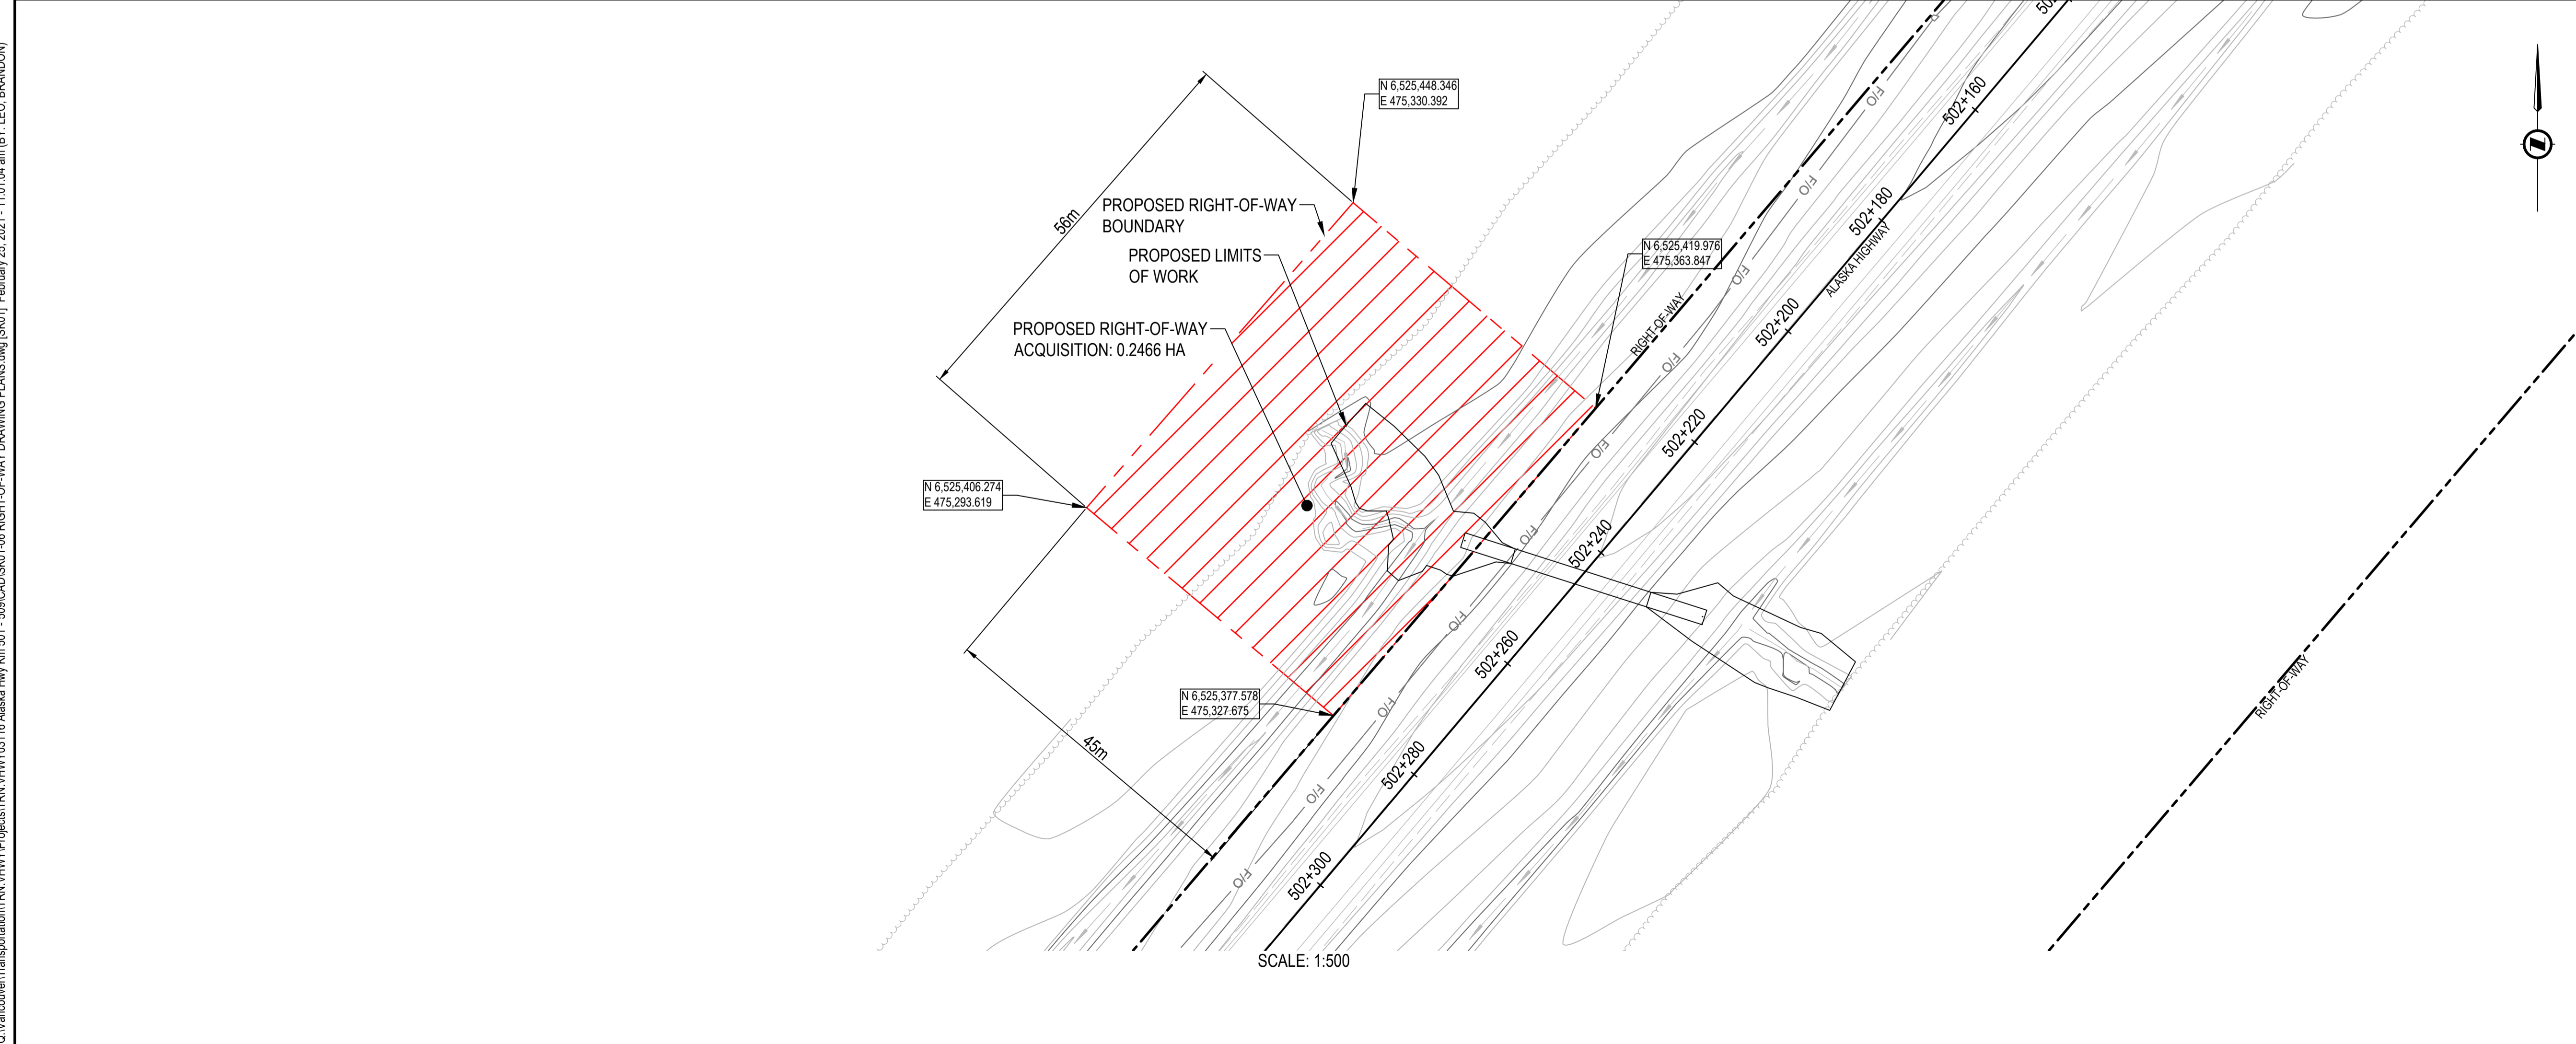 N 6,525,448.346
E 475,330.392
56m
PROPOSED RIGHT-OF-WAY
BOUNDARY
PROPOSED LIMITS
OF WORK
PROPOSED RIGHT-OF-WAY
ACQUISITION: 0.2466 HA
N 6,525,419.976
E 475,363.847
N 6,525,406.274
E 475,293.619
N 6,525,377.578
E 475,327.675
45m
RIGHT-OF-WAY
ALASKA HIGHWAY
502+160
502+180
502+200
502+220
502+240
502+260
502+280
502+300
F/O
F/O
F/O
F/O
F/O
F/O
F/O
F/O
F/O
F/O
RIGHT-OF-WAY
N
SCALE: 1:500